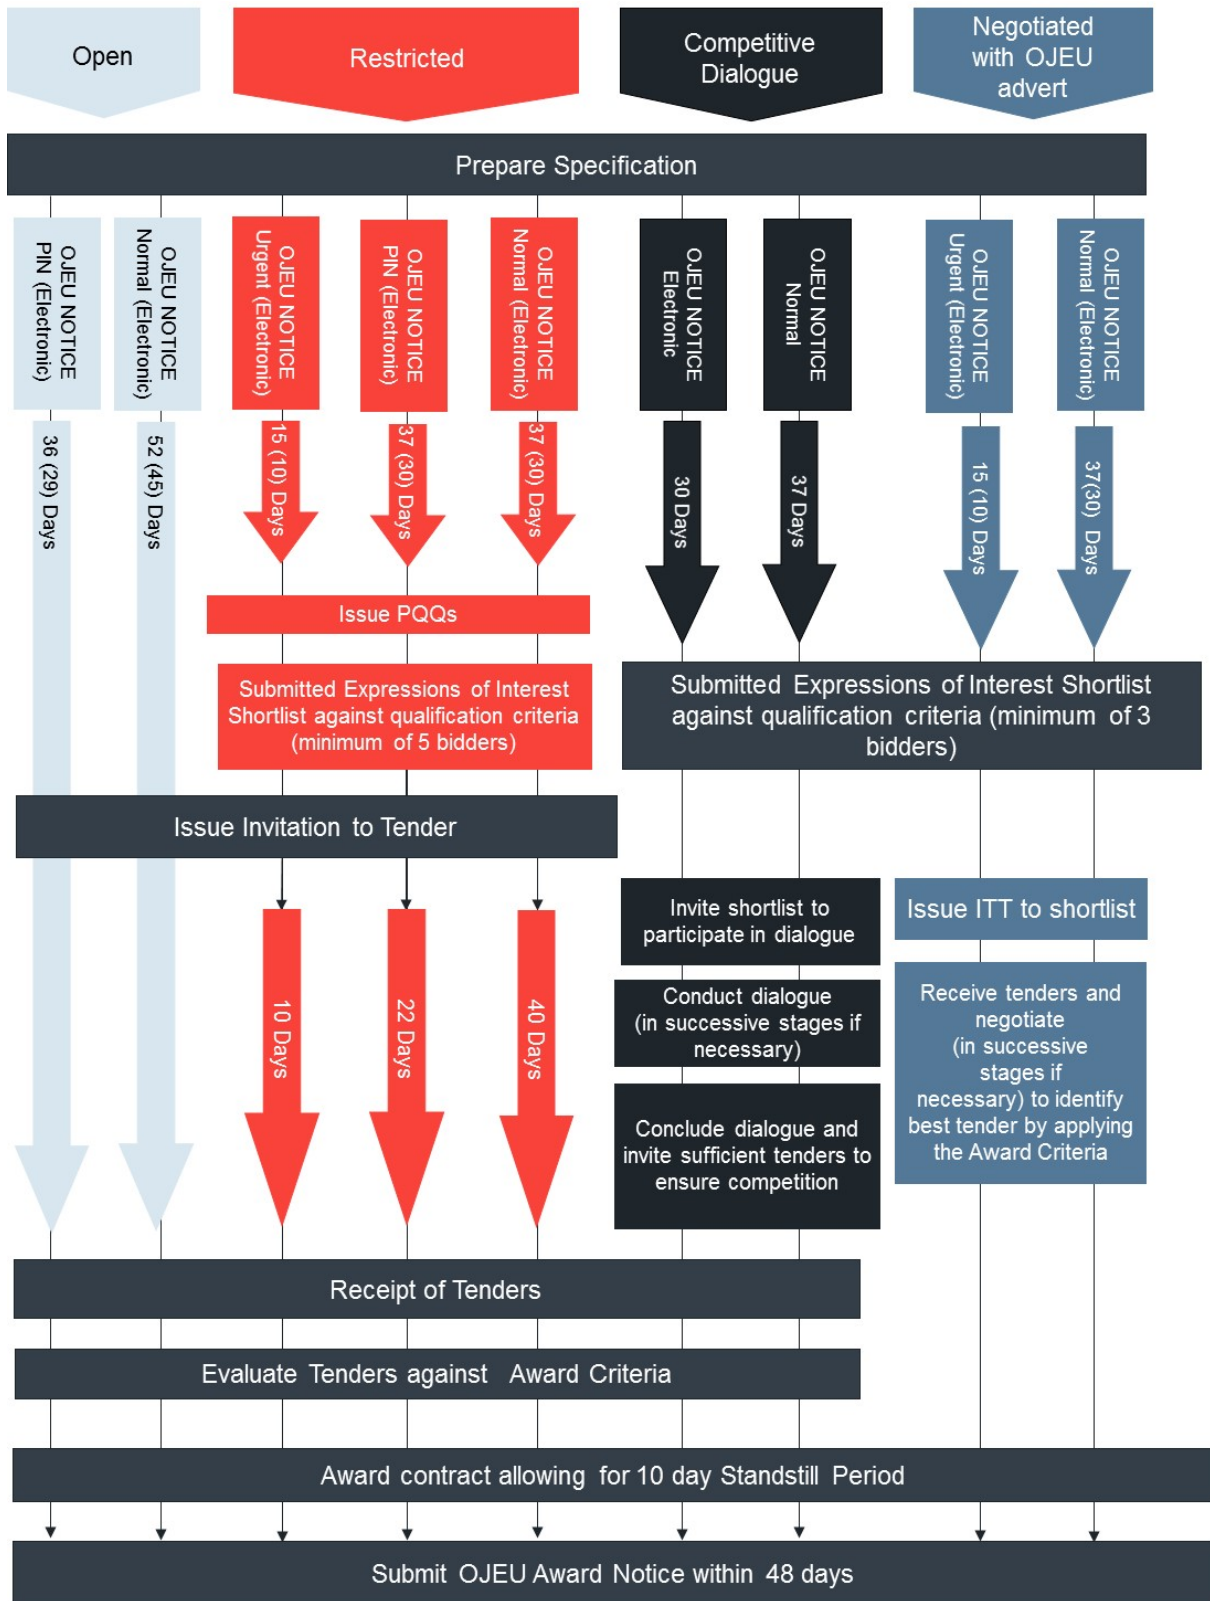 Open
Restricted
Competitive
Dialogue
Negotiated
with OJEU
advert
Prepare Specification
OJEU NOTICE
PIN (Electronic)
OJEU NOTICE
Normal (Electronic)
OJEU NOTICE
Urgent (Electronic)
OJEU NOTICE
PIN (Electronic)
OJEU NOTICE
Normal (Electronic)
OJEU NOTICE
Electronic
OJEU NOTICE
Normal
OJEU NOTICE
Urgent (Electronic)
OJEU NOTICE
Normal (Electronic)
36 (29) Days
52 (45) Days
15 (10) Days
37 (30) Days
37 (30) Days
30 Days
37 Days
15 (10) Days
37(30) Days
Issue PQQs
Submitted Expressions of Interest
Shortlist against qualification criteria
(minimum of 5 bidders)
Submitted Expressions of Interest Shortlist
against qualification criteria (minimum of 3
bidders)
Issue Invitation to Tender
10 Days
22 Days
40 Days
Invite shortlist to
participate in dialogue
Conduct dialogue
(in successive stages if
necessary)
Conclude dialogue and
invite sufficient tenders to
ensure competition
Issue ITT to shortlist
Receive tenders and
negotiate
(in successive
stages if
necessary) to identify
best tender by applying
the Award Criteria
Receipt of Tenders
Evaluate Tenders against Award Criteria
Award contract allowing for 10 day Standstill Period
Submit OJEU Award Notice within 48 days